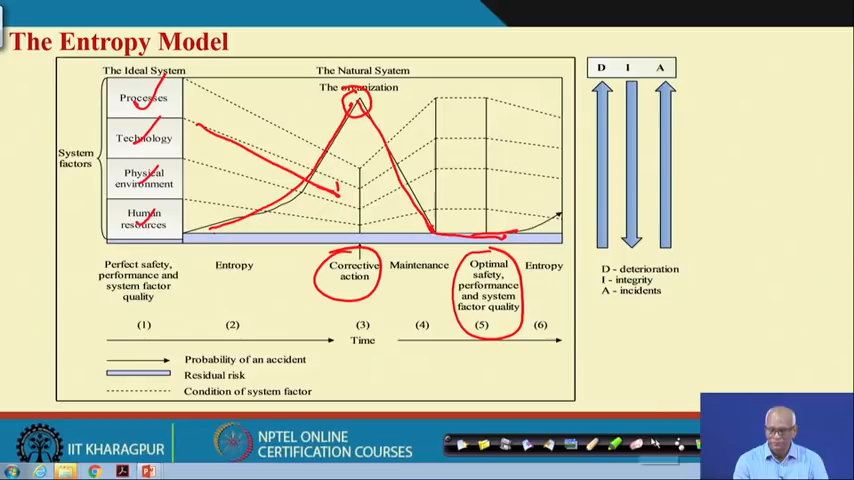 The Entropy Model
The Ideal System
The Natural Syatem
The organization
D I A
Processes
Technology
System
factors
Physical
environment
Human
resources
Perfect safety,
performance and
system factor
quality
Entropy
Corrective
action
Maintenance
Optimal
safety,
performance
and system
factor quality
Entropy
D - deterioration
I - integrity
A - incidents
(1) (2) (3) (4) (5) (6)
Time
Probability of an accident
Residual risk
Condition of system factor
IIT KHARAGPUR
NPTEL ONLINE
CERTIFICATION COURSES